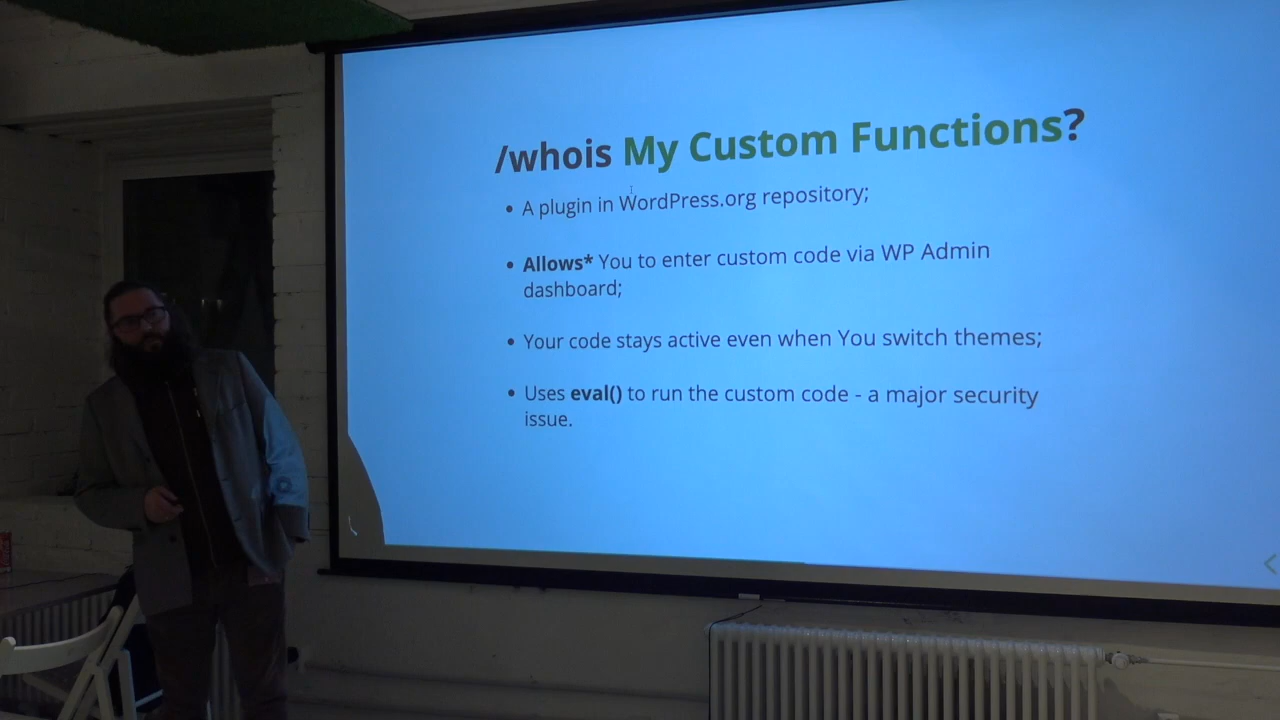 /whois My Custom Functions?
• A plugin in WordPress.org repository;
• Allows* You to enter custom code via WP Admin
dashboard;
• Your code stays active even when You switch themes;
• Uses eval() to run the custom code - a major security
issue.